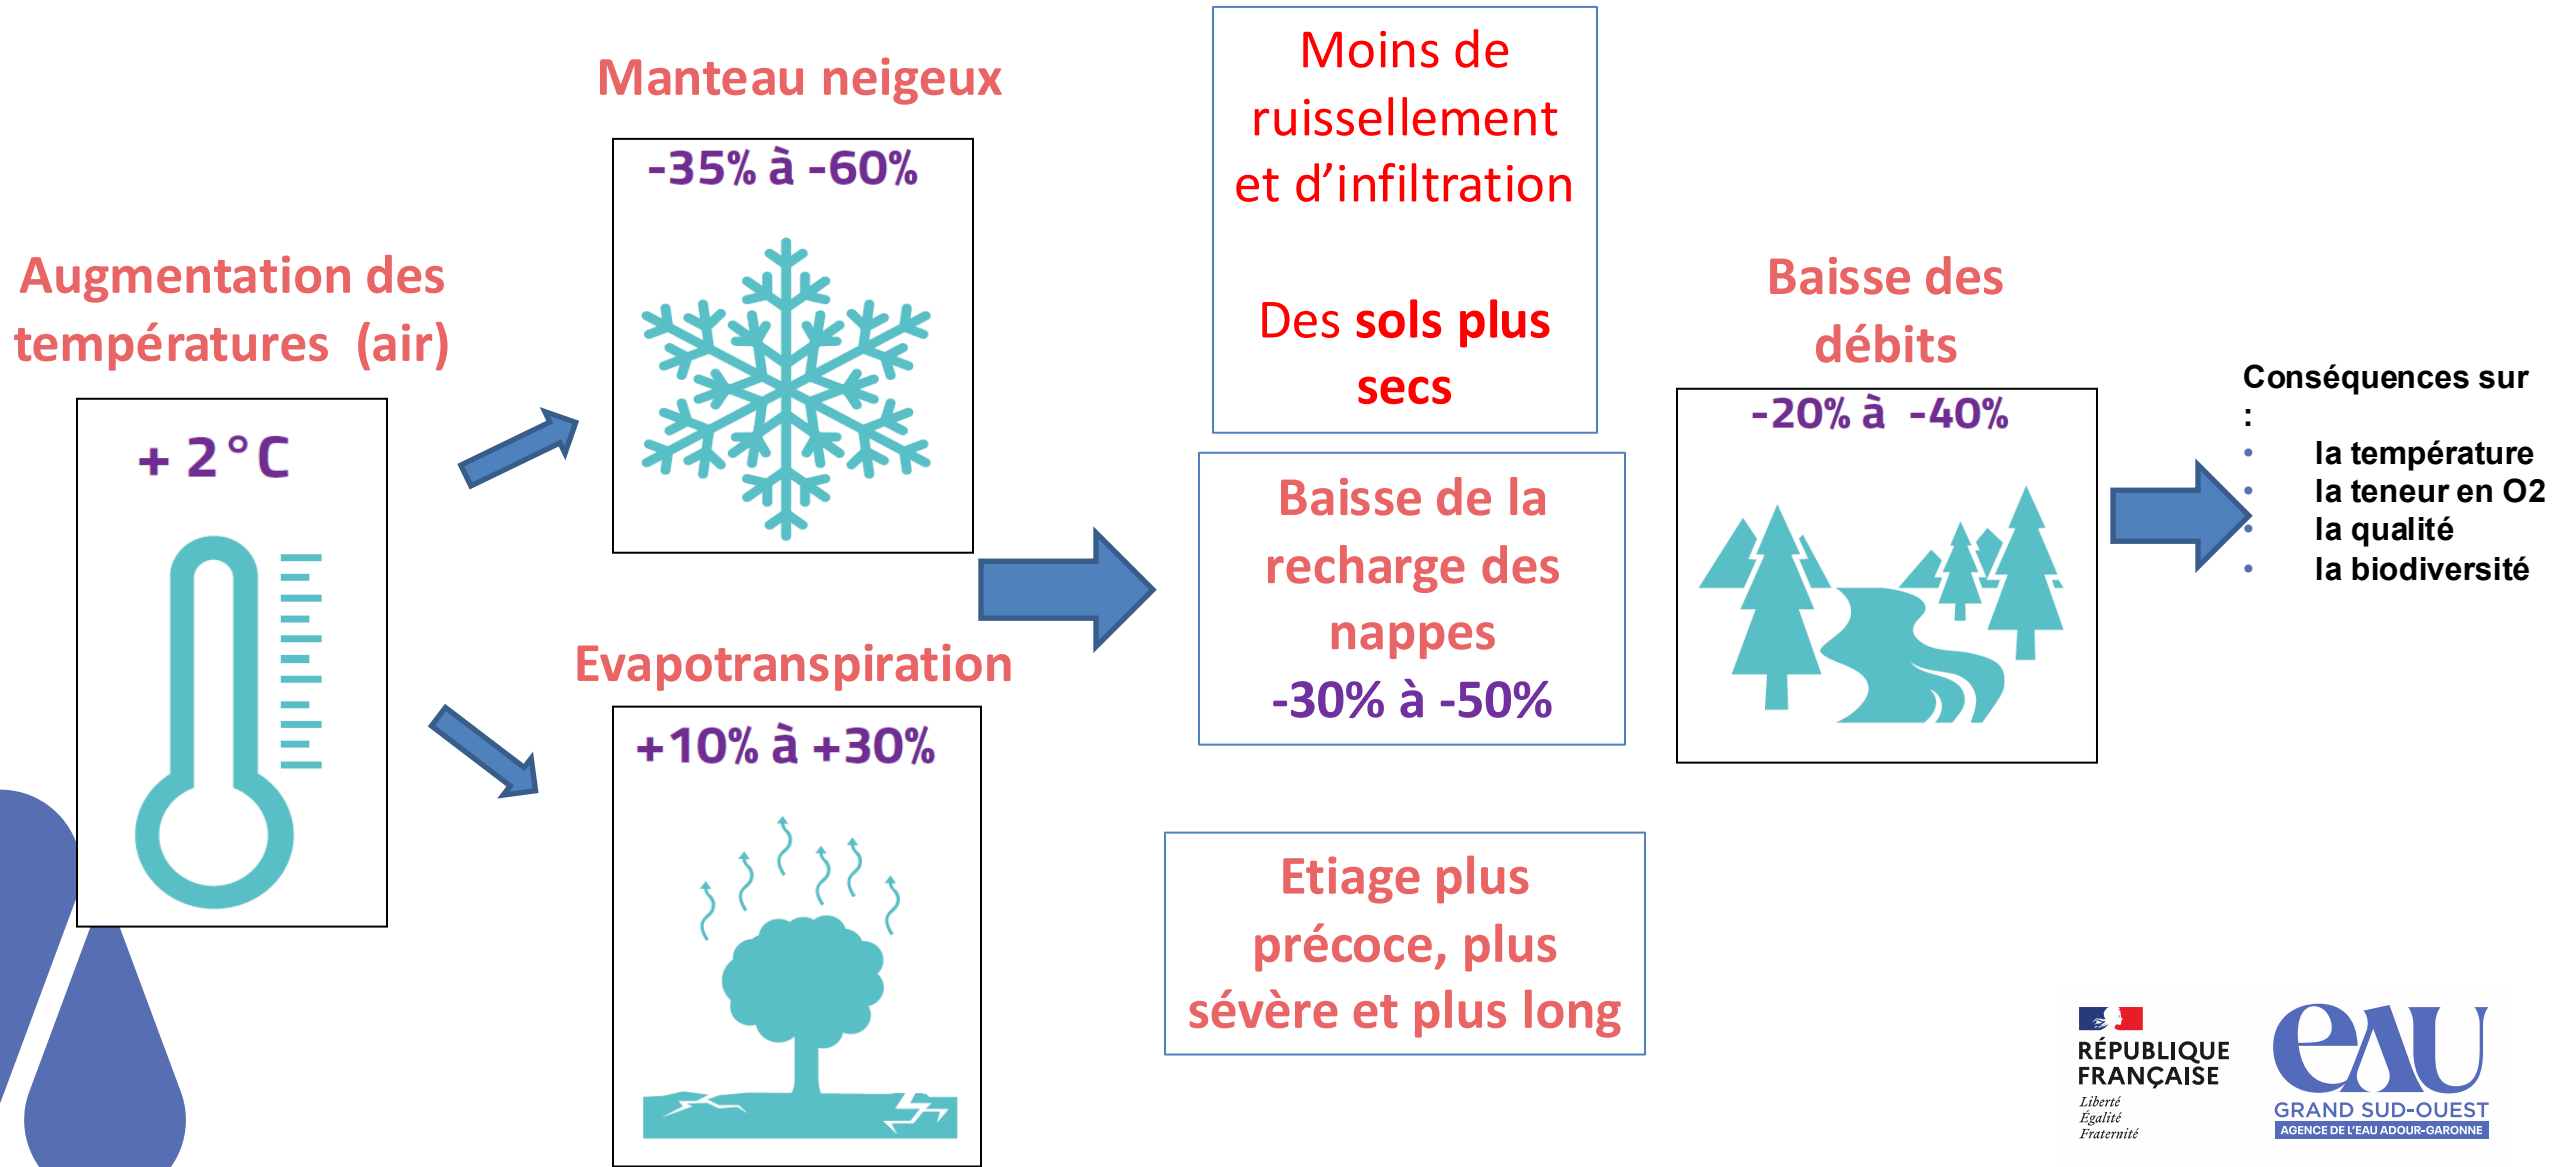 Augmentation des
températures (air)
+ 2°C
Manteau neigeux
-35% à -60%
Evapotranspiration
+10% à +30%
Moins de
ruissellement
et d’infiltration
Des sols plus
secs
Baisse de la
recharge des
nappes
-30% à -50%
Etiage plus
précoce, plus
sévère et plus long
Baisse des
débits
-20% à -40%
Conséquences sur
:
• la température
• la teneur en O2
• la qualité
• la biodiversité
RÉPUBLIQUE
FRANÇAISE
Liberté
Égalité
Fraternité
eau
GRAND SUD-OUEST
AGENCE DE L'EAU ADOUR-GARONNE